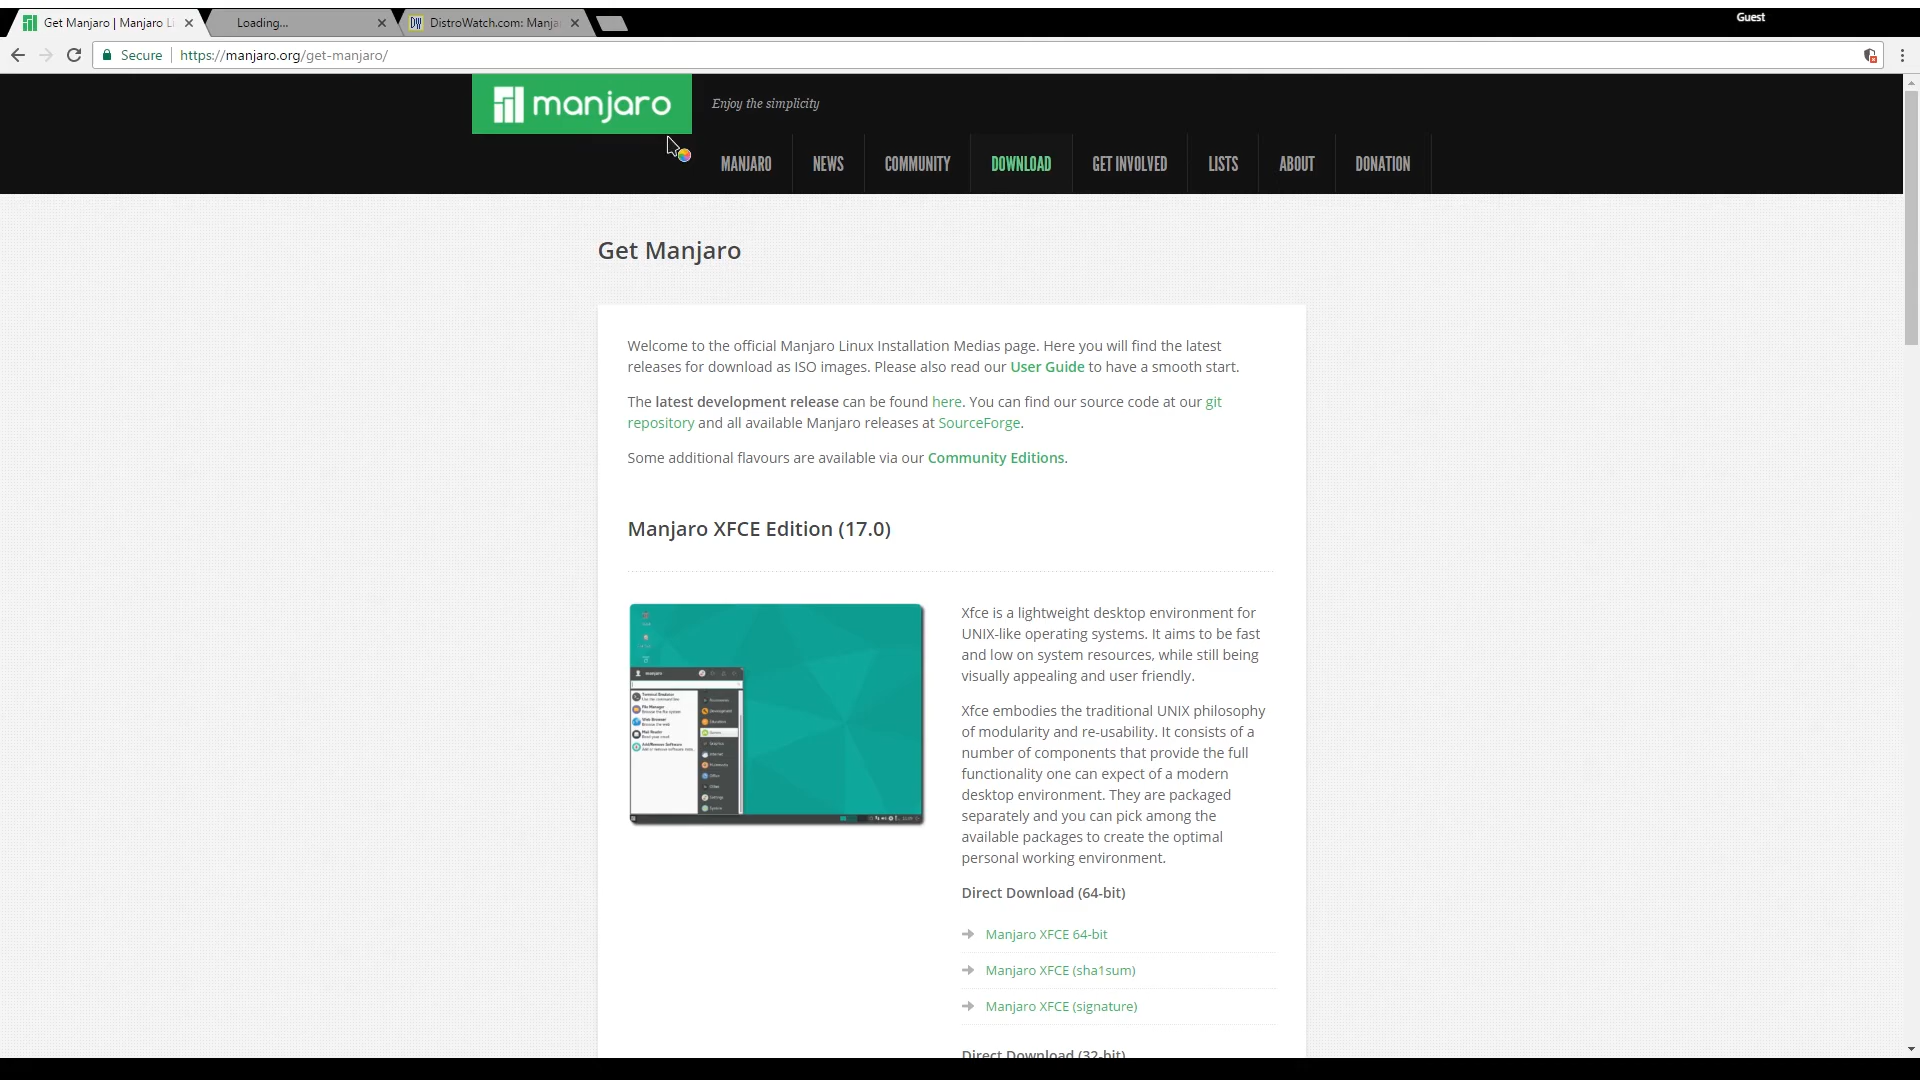 Get Manjaro | Manjaro Li
Loading...
DistroWatch.com: Manja
Guest
Secure
https://manjaro.org/get-manjaro/
manjaro
Enjoy the simplicity
MANJARO
NEWS
COMMUNITY
DOWNLOAD
GET INVOLVED
LISTS
ABOUT
DONATION
Get Manjaro
Welcome to the official Manjaro Linux Installation Medias page. Here you will find the latest
releases for download as ISO images. Please also read our User Guide to have a smooth start.
The latest development release can be found here. You can find our source code at our git
repository and all available Manjaro releases at SourceForge.
Some additional flavours are available via our Community Editions.
Manjaro XFCE Edition (17.0)
Xfce is a lightweight desktop environment for
UNIX-like operating systems. It aims to be fast
and low on system resources, while still being
visually appealing and user friendly.
Xfce embodies the traditional UNIX philosophy
of modularity and re-usability. It consists of a
number of components that provide the full
functionality one can expect of a modern
desktop environment. They are packaged
separately and you can pick among the
available packages to create the optimal
personal working environment.
Direct Download (64-bit)
Manjaro XFCE 64-bit
Manjaro XFCE (sha1sum)
Manjaro XFCE (signature)
Direct Download (32-bit)